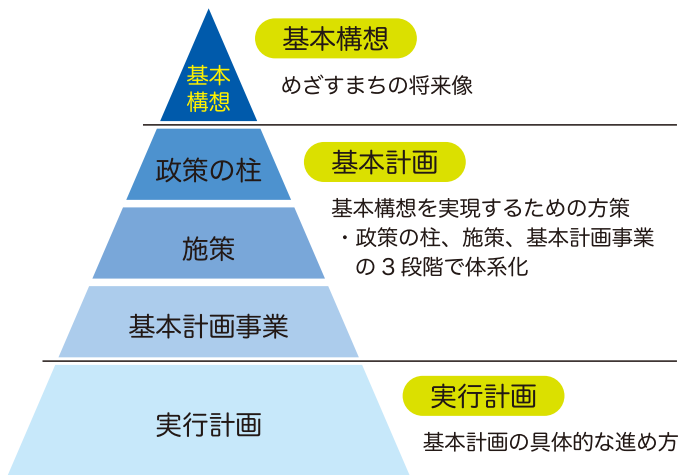 基本
構想
基本構想
めざすまちの将来像
政策の柱
施策
基本計画事業
基本計画
基本構想を実現するための方策
・政策の柱、施策、基本計画事業
の3段階で体系化
実行計画
実行計画
基本計画の具体的な進め方